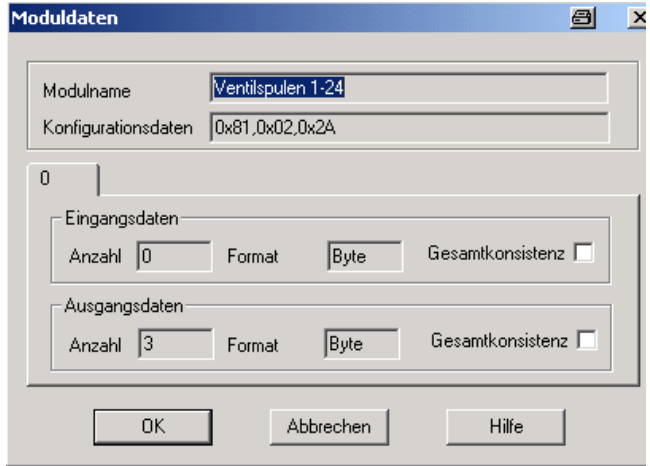 Moduldaten
Modulname Ventilspulen 1-24
Konfigurationsdaten 0x81,0x02,0x2A
0
Eingangsdaten
Anzahl 0 Format Byte Gesamtkonsistenz
Ausgangsdaten
Anzahl 3 Format Byte Gesamtkonsistenz
OK Abbrechen Hilfe